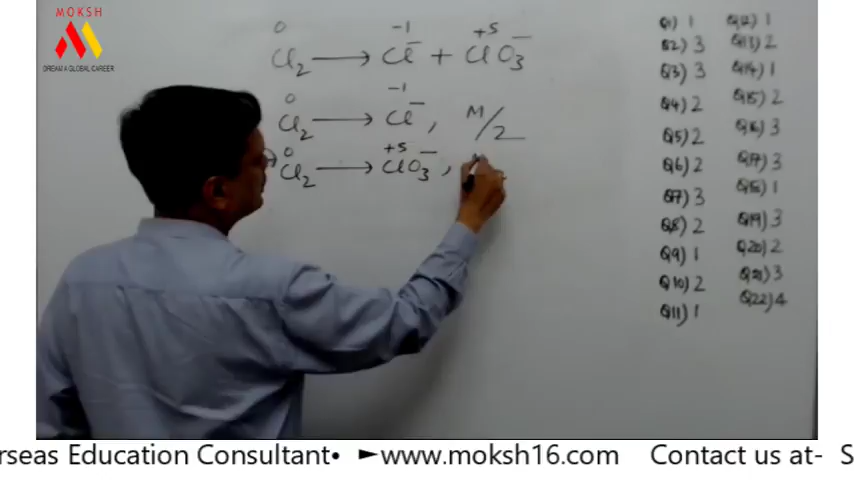 MOKSH
DREAM A GLOBAL CAREER
0 -1 +5
Cl₂ ⟶ Cl⁻ + ClO₃⁻
0 -1
Cl₂ ⟶ Cl⁻, M/2
0 +5
Cl₂ ⟶ ClO₃⁻,
Q1) 1
Q2) 3
Q3) 3
Q4) 2
Q5) 2
Q6) 2
Q7) 3
Q8) 2
Q9) 1
Q10) 2
Q11) 1
Q12) 1
Q13) 2
Q14) 1
Q15) 2
Q16) 3
Q17) 3
Q18) 1
Q19) 3
Q20) 2
Q21) 3
Q22) 4
rseas Education Consultant• ►www.moksh16.com Contact us at- S